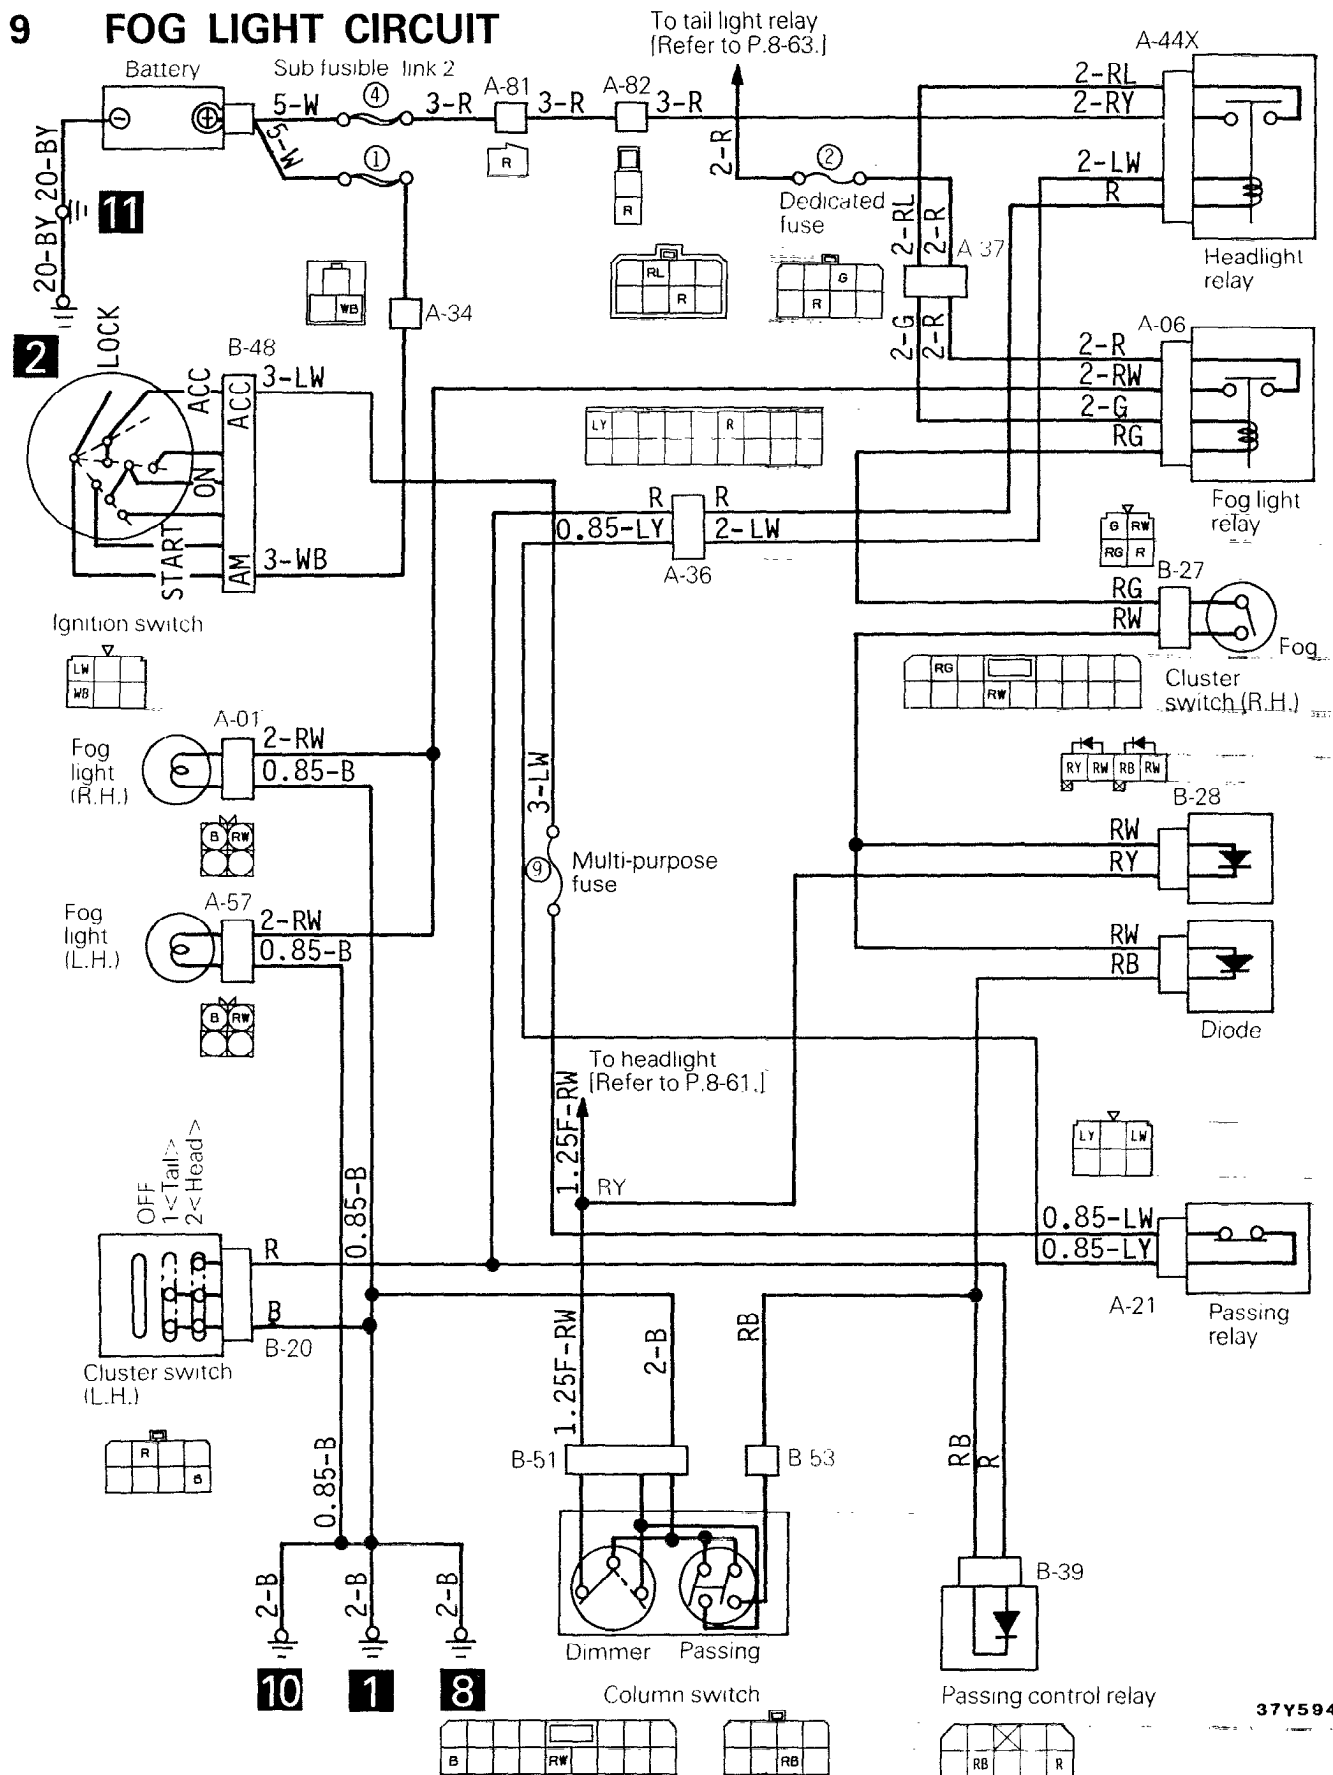 9 FOG LIGHT CIRCUIT
To tail light relay
[Refer to P.8-63.]
A-44X
Battery
Sub fusible link 2
5-W
4
3-R
A-81
3-R
A-82
3-R
2-RL
2-RY
5-W
1
R
R
2-R
2
Dedicated
fuse
2-LW
R
Headlight
relay
20-BY
20-BY
11
2-RL
2-R
A 37
WB
A-34
RL
R
G
R
2-G
2-R
A-06
2-R
2-RW
2-G
RG
Fog light
relay
2
LOCK
B-48
ACC
ACC
3-LW
ON
START
AM
3-WB
Ignition switch
LW
WB
LY
R
R
0.85-LY
R
2-LW
A-36
G
RW
RG
R
B-27
RG
RW
Fog
Cluster
switch (R.H.)
RG
RW
A-01
Fog
light
(R.H.)
2-RW
0.85-B
B
RW
3-LW
9
Multi-purpose
fuse
RY
RW
RB
RW
B-28
RW
RY
A-57
Fog
light
(L.H.)
2-RW
0.85-B
B
RW
RW
RB
Diode
To headlight
[Refer to P.8-61.]
1.25F-RW
RY
LY
LW
OFF
1<Tail>
2<Head>
0.85-B
R
B
B-20
Cluster switch
(L.H.)
R
B
0.85-LW
0.85-LY
A-21
Passing
relay
1.25F-RW
2-B
RB
B-51
B 53
RB
R
0.85-B
B-39
2-B
2-B
2-B
10
1
8
Dimmer
Passing
Column switch
Passing control relay
37Y594
B
RW
RB
RB
R